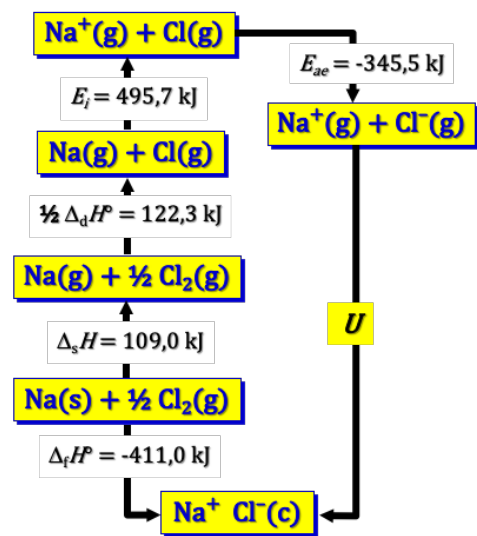 Na⁺(g) + Cl(g)
Eₐₑ = -345,5 kJ
Eᵢ = 495,7 kJ
Na⁺(g) + Cl⁻(g)
Na(g) + Cl(g)
½ ΔdH° = 122,3 kJ
Na(g) + ½ Cl₂(g)
U
ΔₛH = 109,0 kJ
Na(s) + ½ Cl₂(g)
ΔfH° = -411,0 kJ
Na⁺ Cl⁻(c)